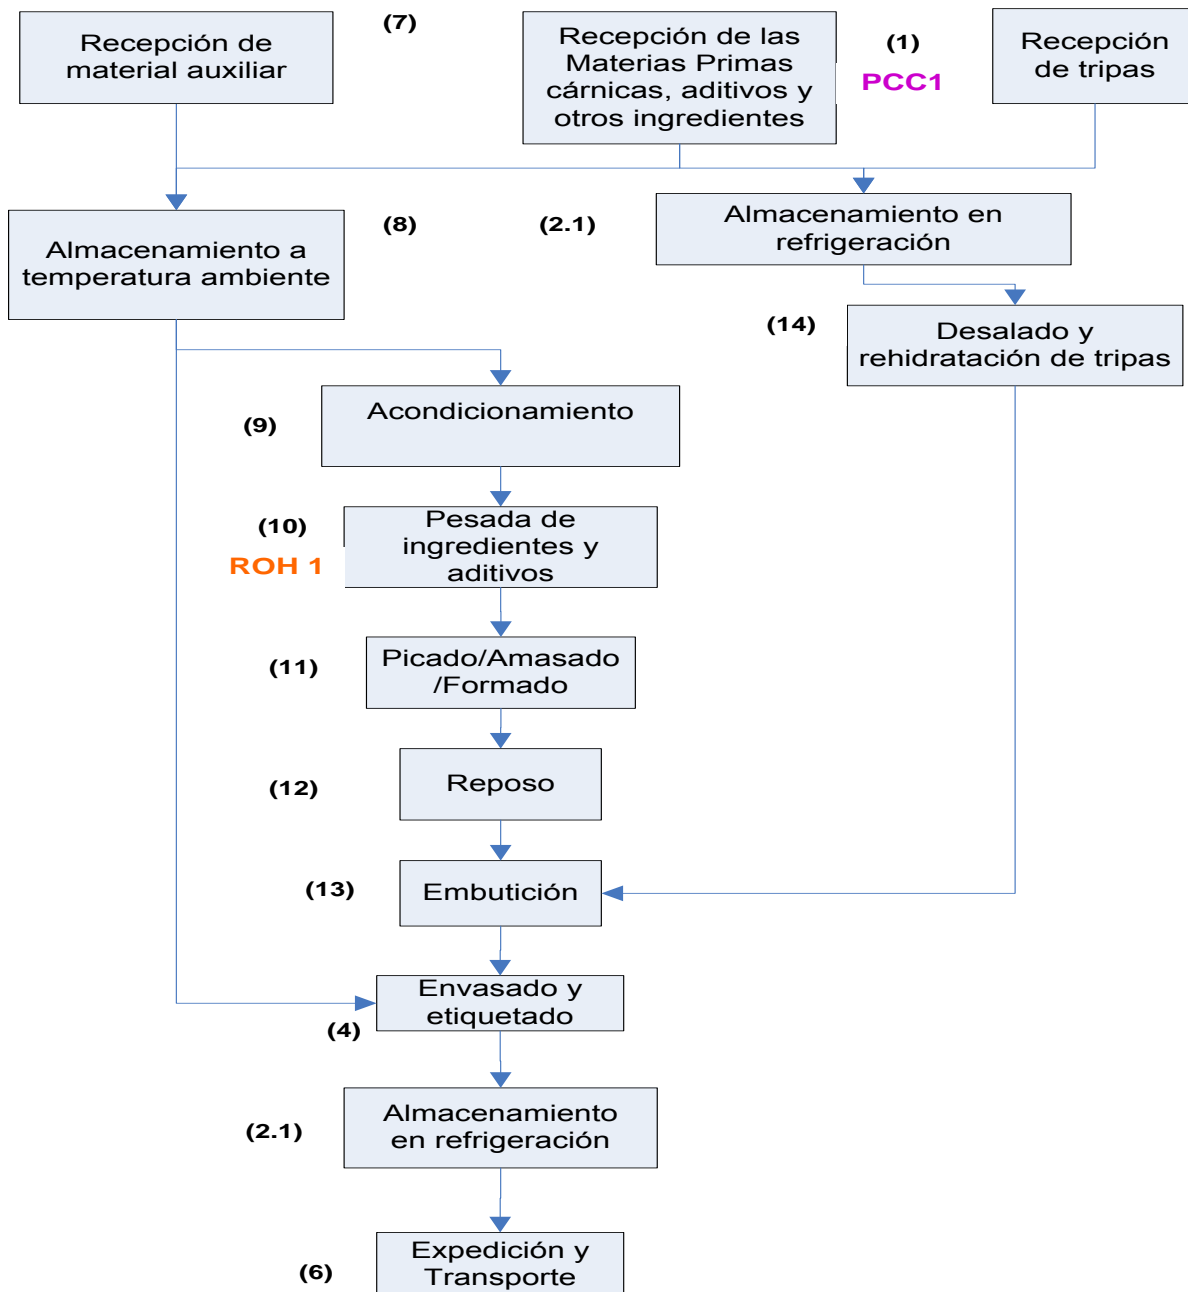 Recepción de
material auxiliar
(7)
Recepción de las
Materias Primas
cárnicas, aditivos y
otros ingredientes
(1)
PCC1
Recepción
de tripas
Almacenamiento a
temperatura ambiente
(8)
(2.1)
Almacenamiento en
refrigeración
(14)
Desalado y
rehidratación de tripas
(9)
Acondicionamiento
(10)
ROH 1
Pesada de
ingredientes y
aditivos
(11)
Picado/Amasado
/Formado
(12)
Reposo
(13)
Embutición
(4)
Envasado y
etiquetado
(2.1)
Almacenamiento
en refrigeración
(6)
Expedición y
Transporte